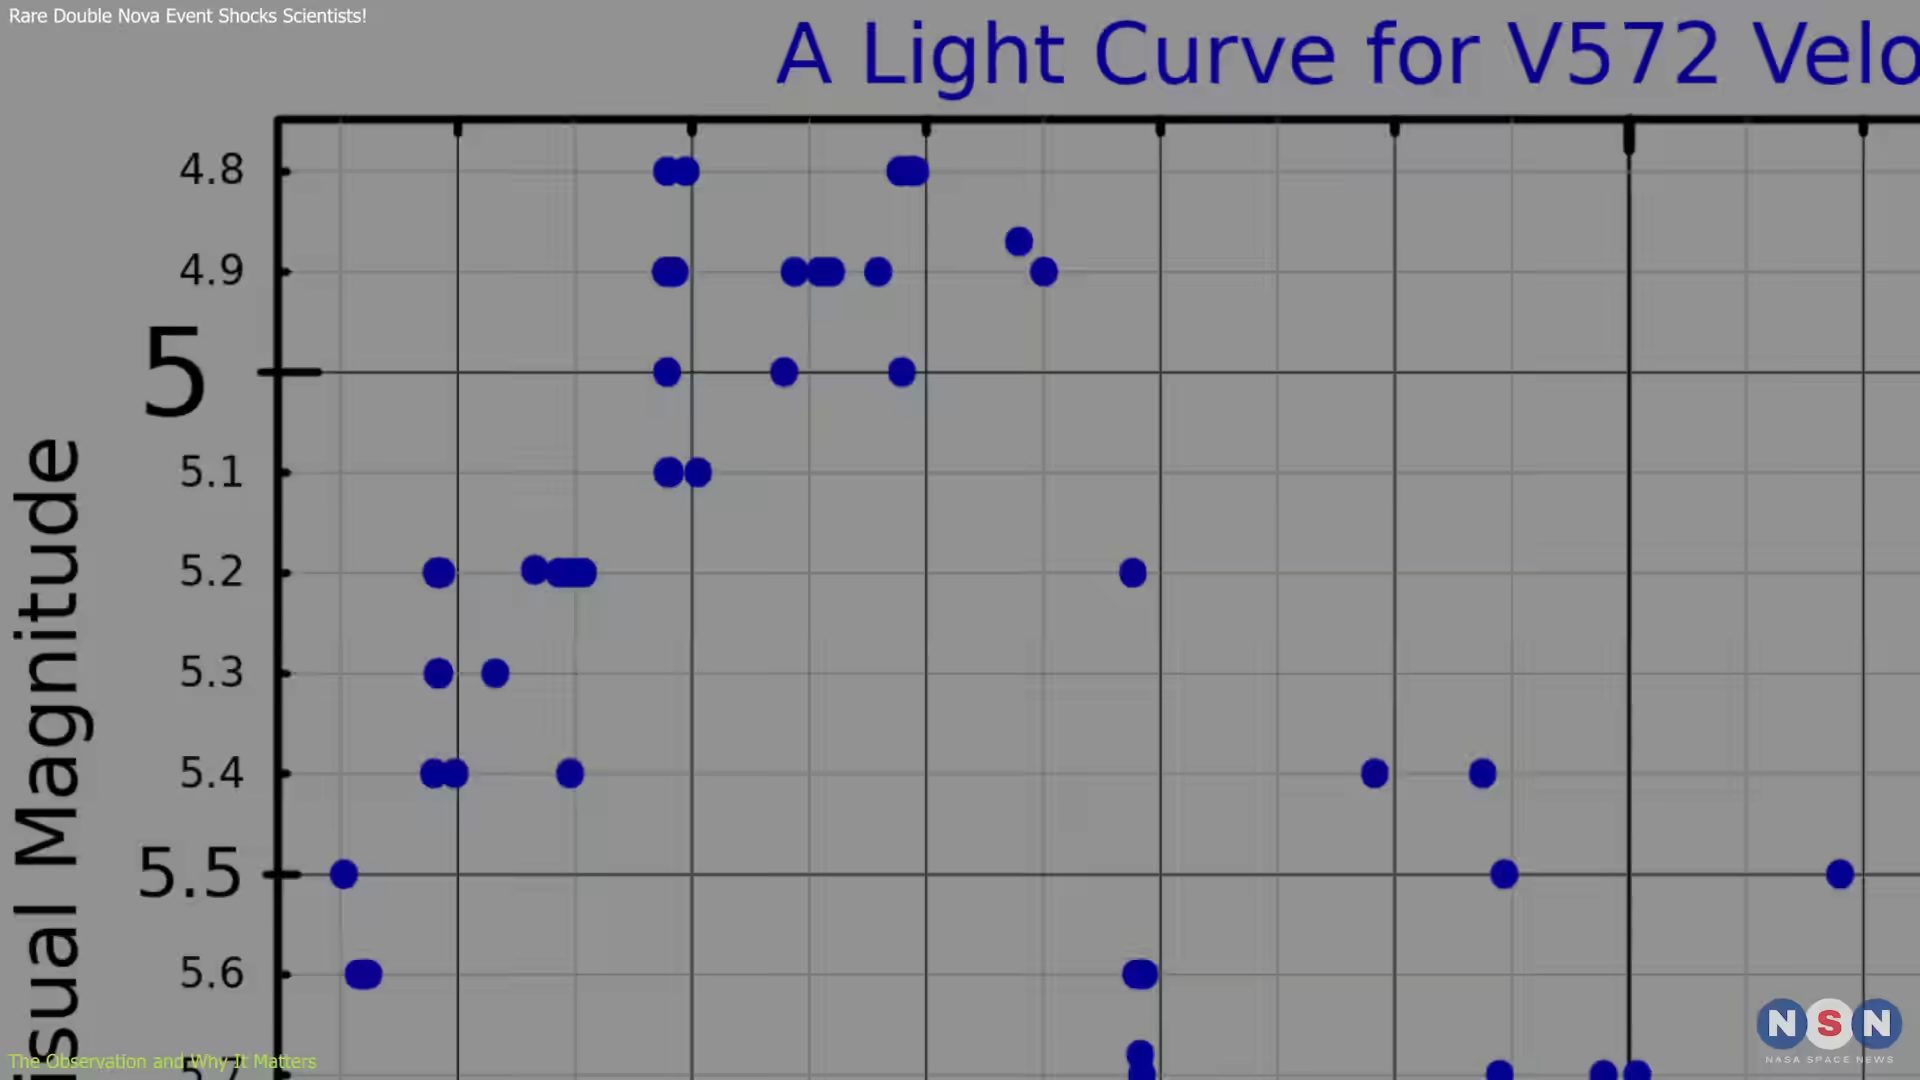 Rare Double Nova Event Shocks Scientists!
A Light Curve for V572 Velo
4.8
4.9
5
5.1
5.2
5.3
5.4
5.5
5.6
5.7
isual Magnitude
The Observation and Why It Matters
NSN
NASA SPACE NEWS